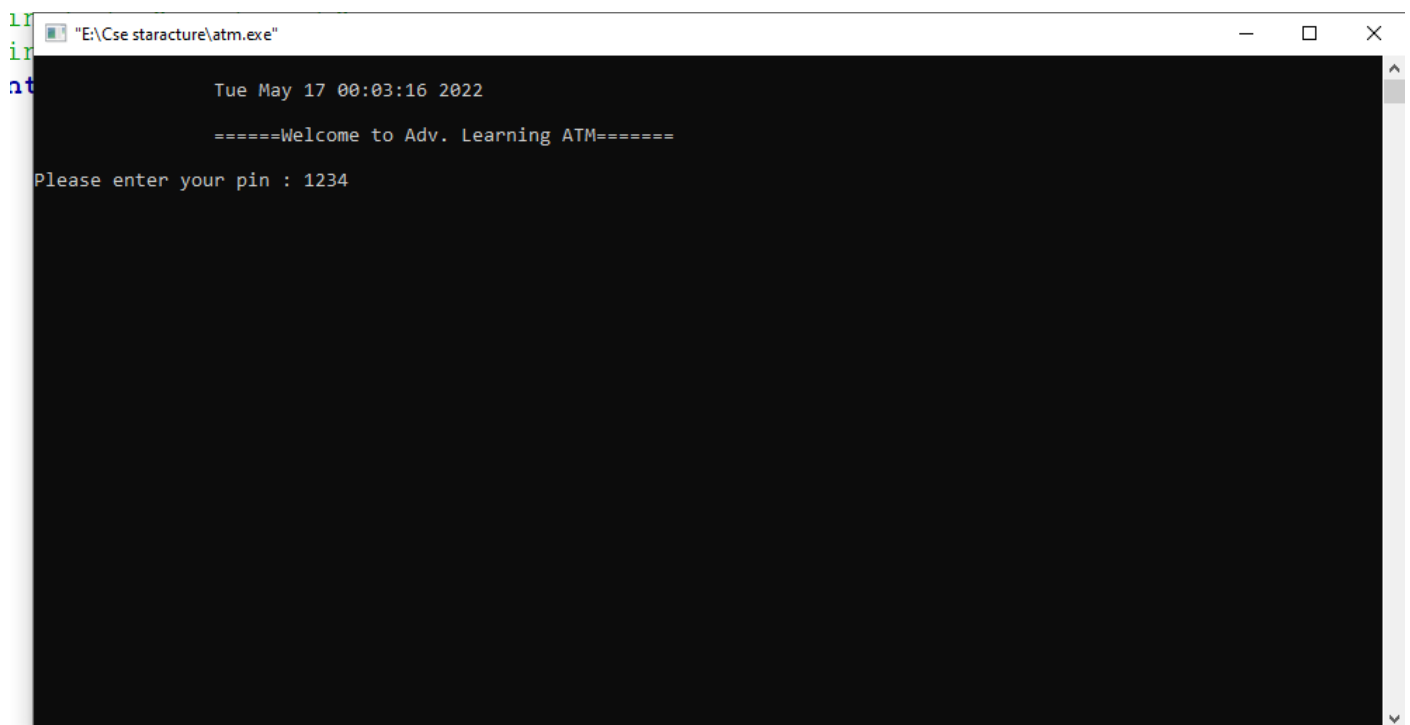 "E:\Cse staracture\atm.exe"
Tue May 17 00:03:16 2022
======Welcome to Adv. Learning ATM=======
Please enter your pin : 1234